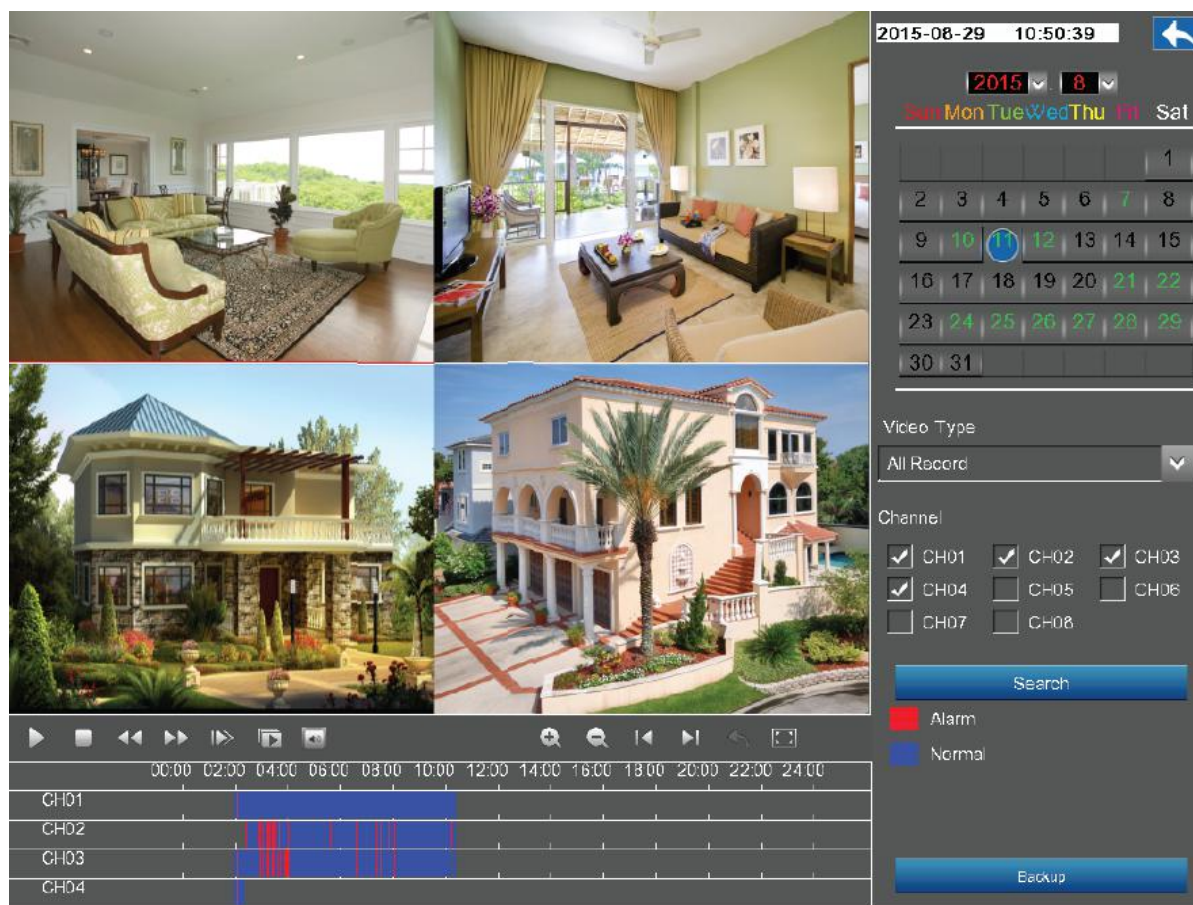 2015-08-29 10:50:39
2015 . 8
Sun Mon Tue Wed Thu Fri Sat
1
2 3 4 5 6 7 8
9 10 11 12 13 14 15
16 17 18 19 20 21 22
23 24 25 26 27 28 29
30 31
Video Type
All Record
Channel
CH01 CH02 CH03
CH04 CH05 CH06
CH07 CH08
Search
Alarm
Normal
Backup
00:00 02:00 04:00 06:00 08:00 10:00 12:00 14:00 16:00 18:00 20:00 22:00 24:00
CH01
CH02
CH03
CH04